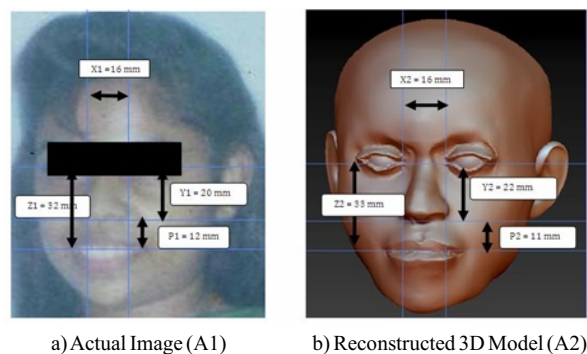 X1 = 16 mm
X2 = 16 mm
Y1 = 20 mm
Z1 = 32 mm
P1 = 12 mm
Y2 = 22 mm
Z2 = 33 mm
P2 = 11 mm
a) Actual Image (A1)
b) Reconstructed 3D Model (A2)